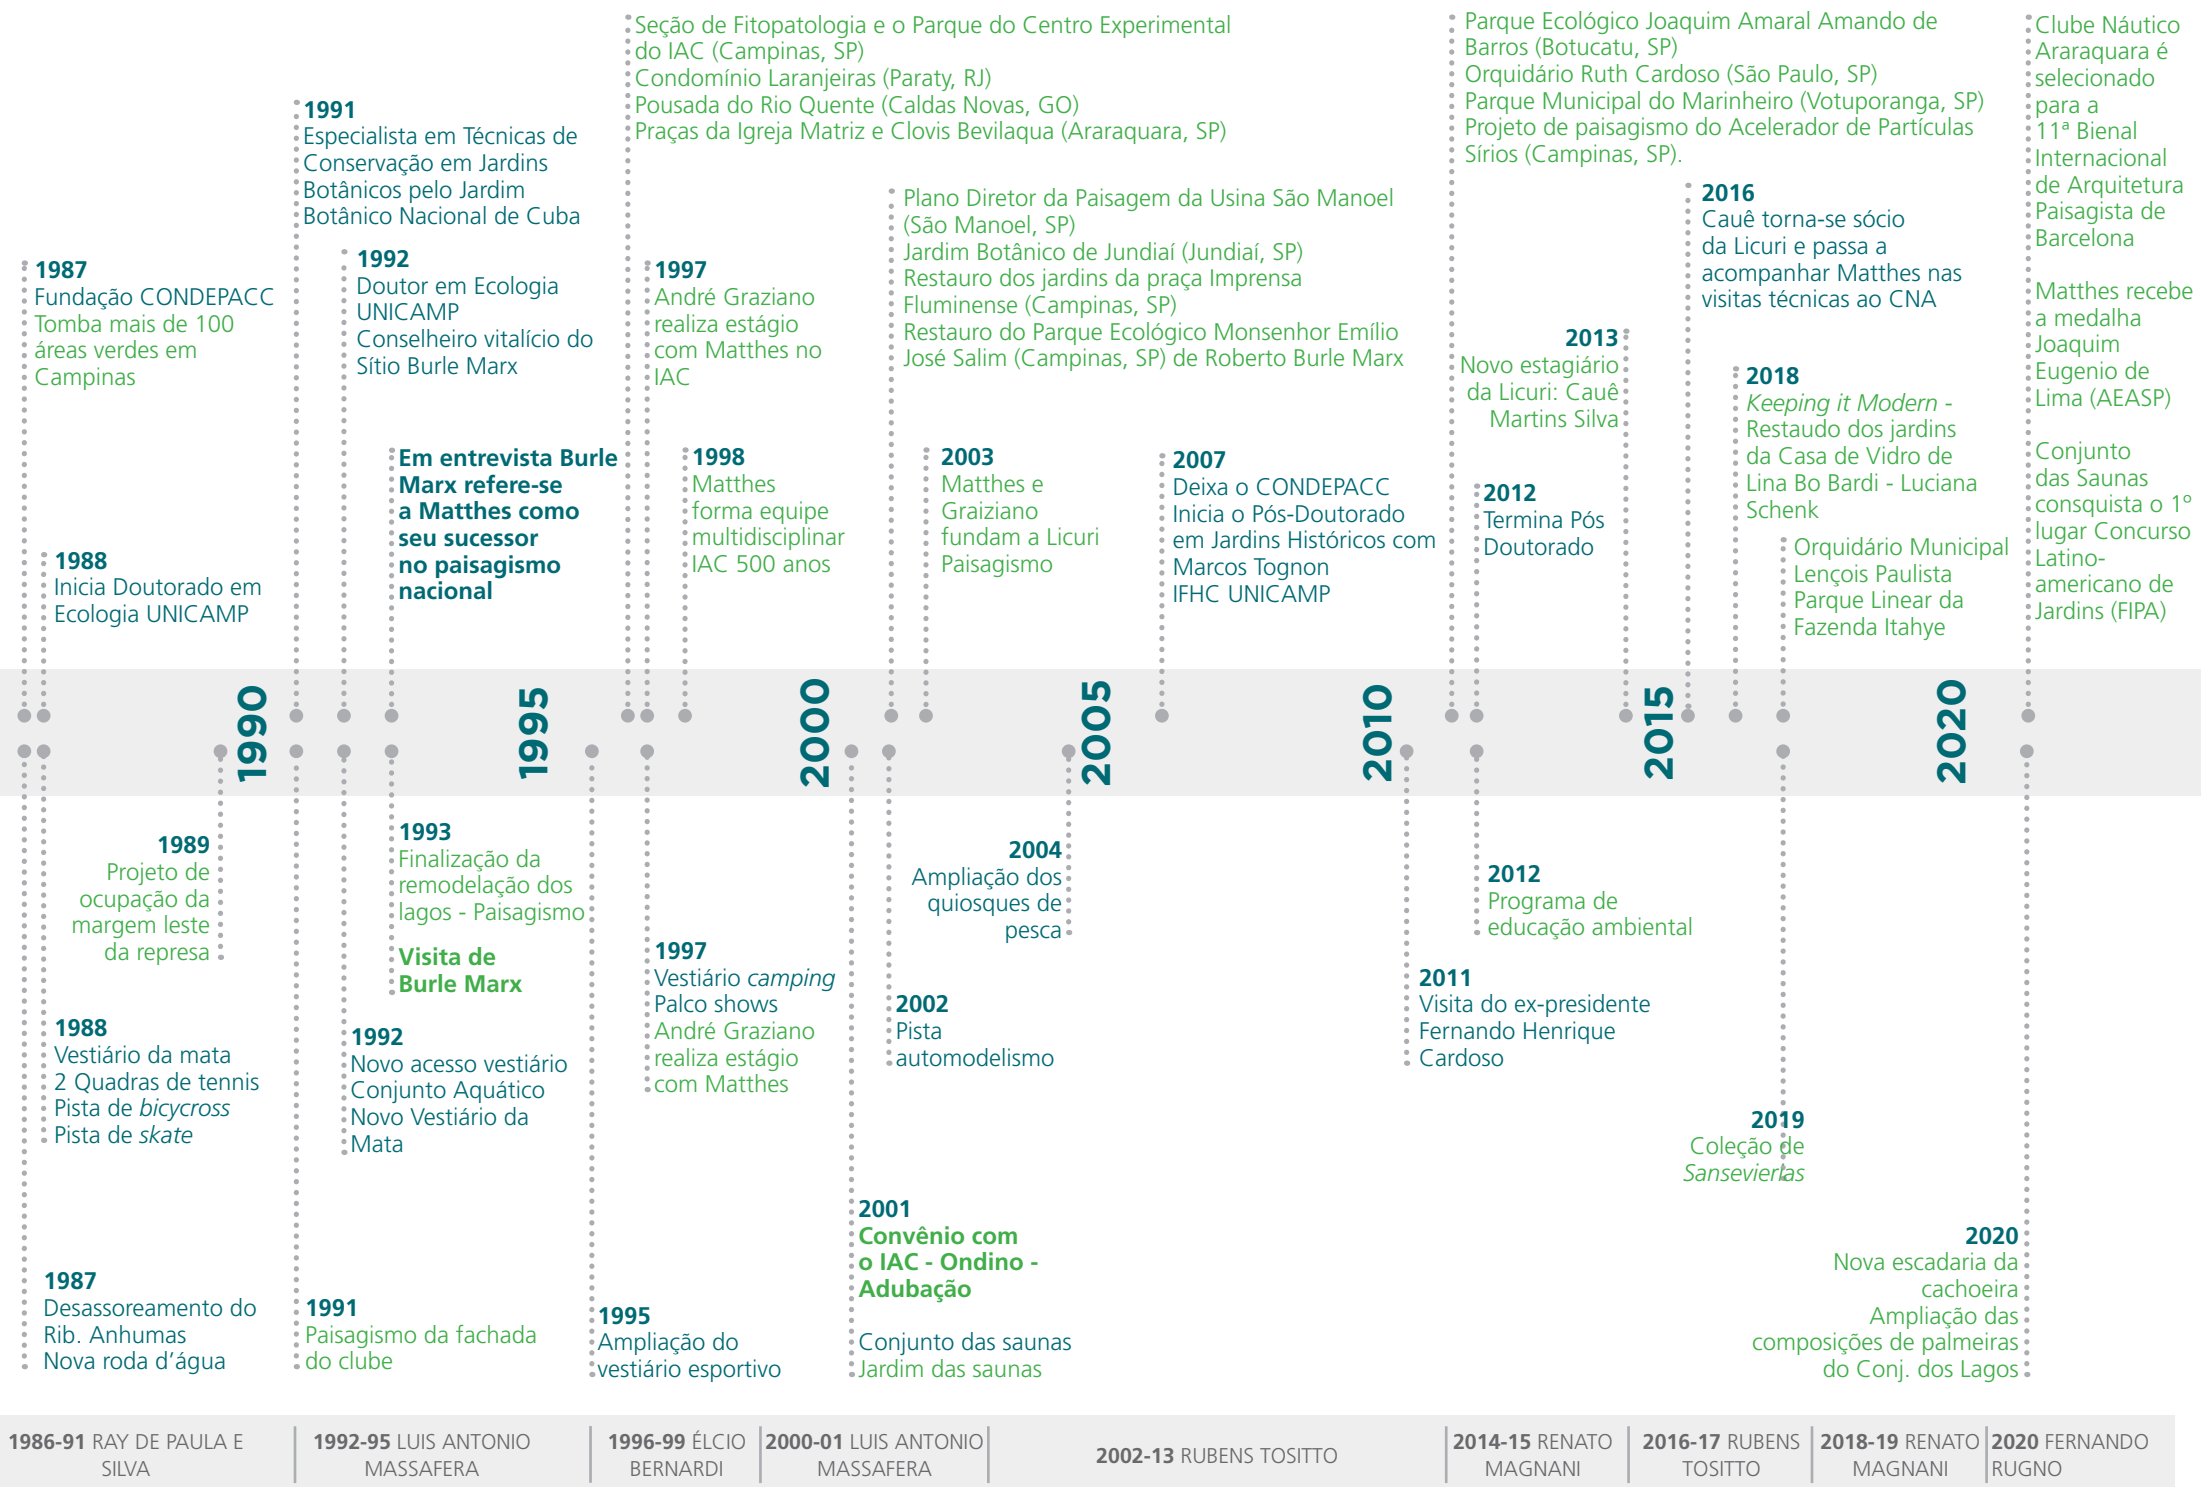 Seção de Fitopatologia e o Parque do Centro Experimental
do IAC (Campinas, SP)
Condomínio Laranjeiras (Paraty, RJ)
Pousada do Rio Quente (Caldas Novas, GO)
Praças da Igreja Matriz e Clovis Bevilaqua (Araraquara, SP)
Parque Ecológico Joaquim Amaral Amando de
Barros (Botucatu, SP)
Orquidário Ruth Cardoso (São Paulo, SP)
Parque Municipal do Marinheiro (Votuporanga, SP)
Projeto de paisagismo do Acelerador de Partículas
Sírios (Campinas, SP).
Clube Náutico
Araraquara é
selecionado
para a
11ª Bienal
Internacional
de Arquitetura
Paisagista de
Barcelona
Matthes recebe
a medalha
Joaquim
Eugenio de
Lima (AEASP)
Conjunto
das Saunas
consquista o 1º
lugar Concurso
Latino-
americano de
Jardins (FIPA)
1991
Especialista em Técnicas de
Conservação em Jardins
Botânicos pelo Jardim
Botânico Nacional de Cuba
Plano Diretor da Paisagem da Usina São Manoel
(São Manoel, SP)
Jardim Botânico de Jundiaí (Jundiaí, SP)
Restauro dos jardins da praça Imprensa
Fluminense (Campinas, SP)
Restauro do Parque Ecológico Monsenhor Emílio
José Salim (Campinas, SP) de Roberto Burle Marx
2016
Cauê torna-se sócio
da Licuri e passa a
acompanhar Matthes nas
visitas técnicas ao CNA
1987
Fundação CONDEPACC
Tomba mais de 100
áreas verdes em
Campinas
1992
Doutor em Ecologia
UNICAMP
Conselheiro vitalício do
Sítio Burle Marx
1997
André Graziano
realiza estágio
com Matthes no
IAC
2013
Novo estagiário
da Licuri: Cauê
Martins Silva
2018
Keeping it Modern -
Restaudo dos jardins
da Casa de Vidro de
Lina Bo Bardi - Luciana
Schenk
Em entrevista Burle
Marx refere-se
a Matthes como
seu sucessor
no paisagismo
nacional
1998
Matthes
forma equipe
multidisciplinar
IAC 500 anos
2003
Matthes e
Graiziano
fundam a Licuri
Paisagismo
2007
Deixa o CONDEPACC
Inicia o Pós-Doutorado
em Jardins Históricos com
Marcos Tognon
IFHC UNICAMP
2012
Termina Pós
Doutorado
1988
Inicia Doutorado em
Ecologia UNICAMP
Orquidário Municipal
Lençois Paulista
Parque Linear da
Fazenda Itahye
1990
1995
2000
2005
2010
2015
2020
1989
Projeto de
ocupação da
margem leste
da represa
1993
Finalização da
remodelação dos
lagos - Paisagismo
Visita de
Burle Marx
2004
Ampliação dos
quiosques de
pesca
2012
Programa de
educação ambiental
1988
Vestiário da mata
2 Quadras de tennis
Pista de bicycross
Pista de skate
1992
Novo acesso vestiário
Conjunto Aquático
Novo Vestiário da
Mata
1997
Vestiário camping
Palco shows
André Graziano
realiza estágio
com Matthes
2002
Pista
automodelismo
2011
Visita do ex-presidente
Fernando Henrique
Cardoso
2019
Coleção de
Sansevierias
1987
Desassoreamento do
Rib. Anhumas
Nova roda d’água
1991
Paisagismo da fachada
do clube
1995
Ampliação do
vestiário esportivo
2001
Convênio com
o IAC - Ondino -
Adubação
Conjunto das saunas
Jardim das saunas
2020
Nova escadaria da
cachoeira
Ampliação das
composições de palmeiras
do Conj. dos Lagos
1986-91 RAY DE PAULA E
SILVA
1992-95 LUIS ANTONIO
MASSAFERA
1996-99 ÉLCIO
BERNARDI
2000-01 LUIS ANTONIO
MASSAFERA
2002-13 RUBENS TOSITTO
2014-15 RENATO
MAGNANI
2016-17 RUBENS
TOSITTO
2018-19 RENATO
MAGNANI
2020 FERNANDO
RUGNO